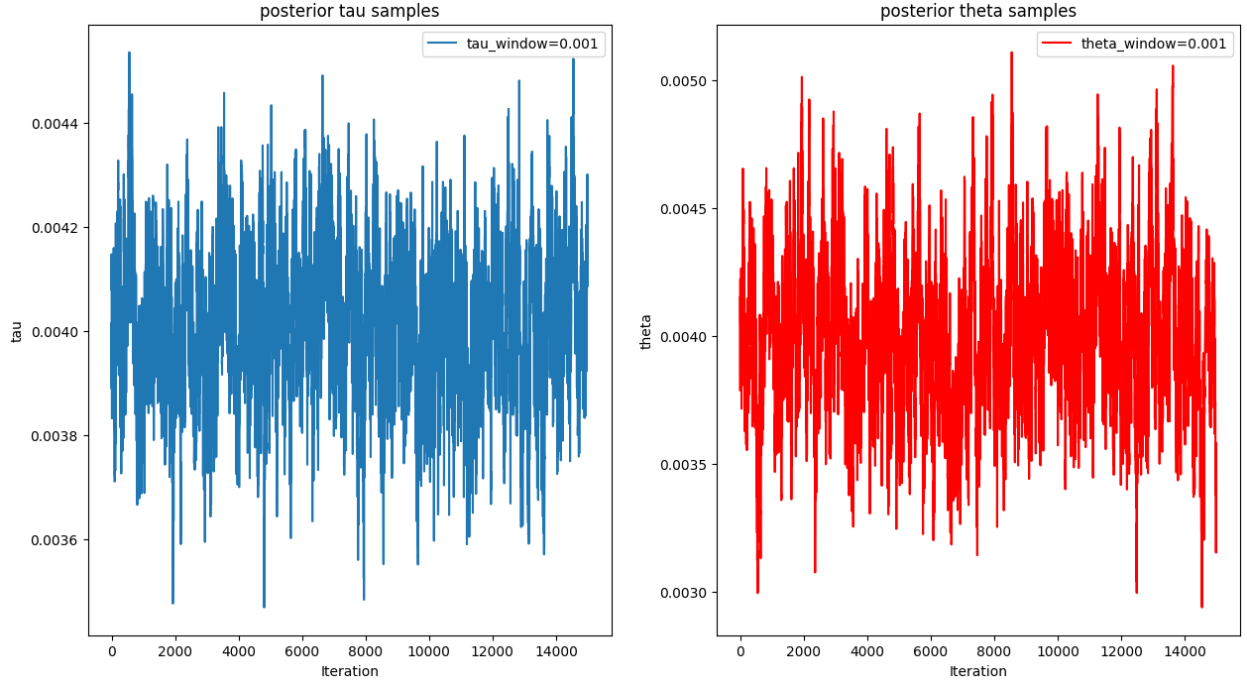 posterior tau samples
tau_window=0.001
0.0044
0.0042
0.0040
0.0038
0.0036
tau
0 2000 4000 6000 8000 10000 12000 14000
Iteration
posterior theta samples
theta_window=0.001
0.0050
0.0045
0.0040
0.0035
0.0030
theta
0 2000 4000 6000 8000 10000 12000 14000
Iteration